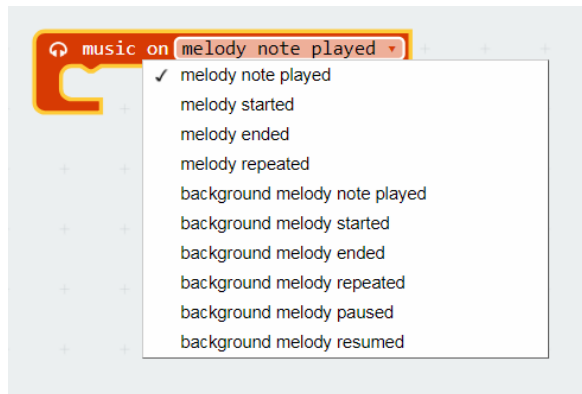 music on melody note played
melody note played
melody started
melody ended
melody repeated
background melody note played
background melody started
background melody ended
background melody repeated
background melody paused
background melody resumed